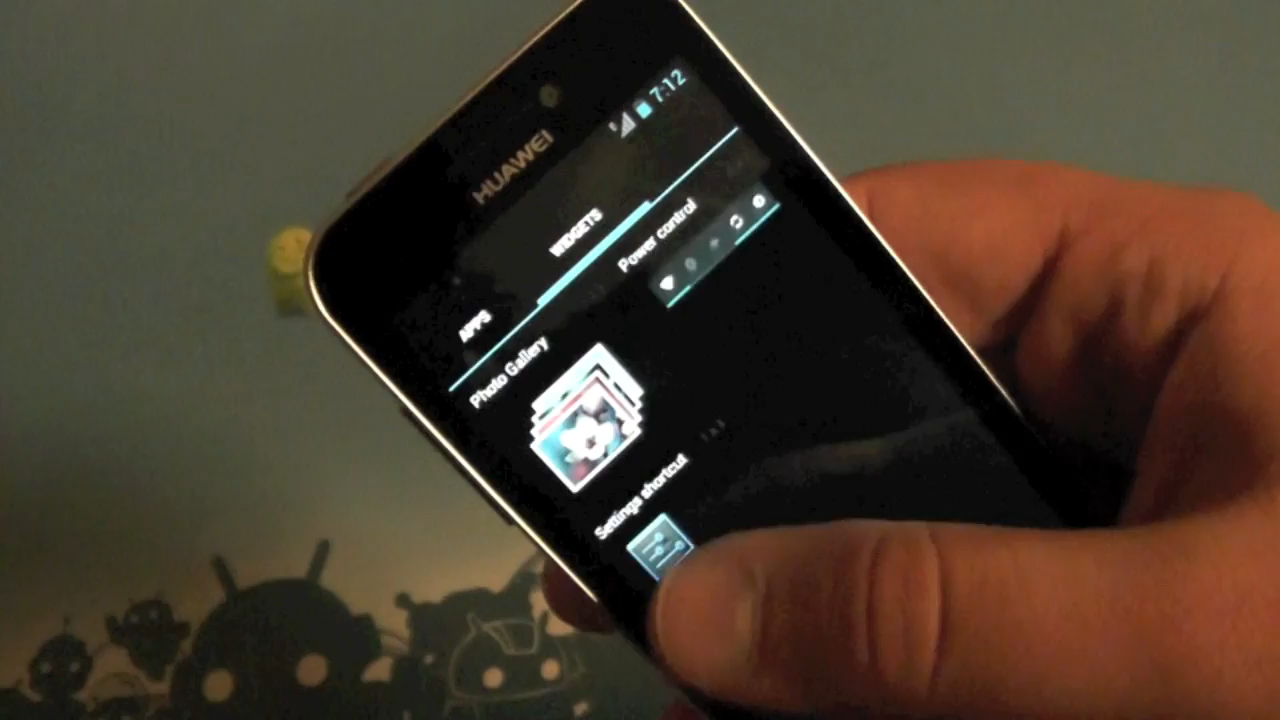 7:12
HUAWEI
APPS WIDGETS
Photo Gallery Power control
Settings shortcut